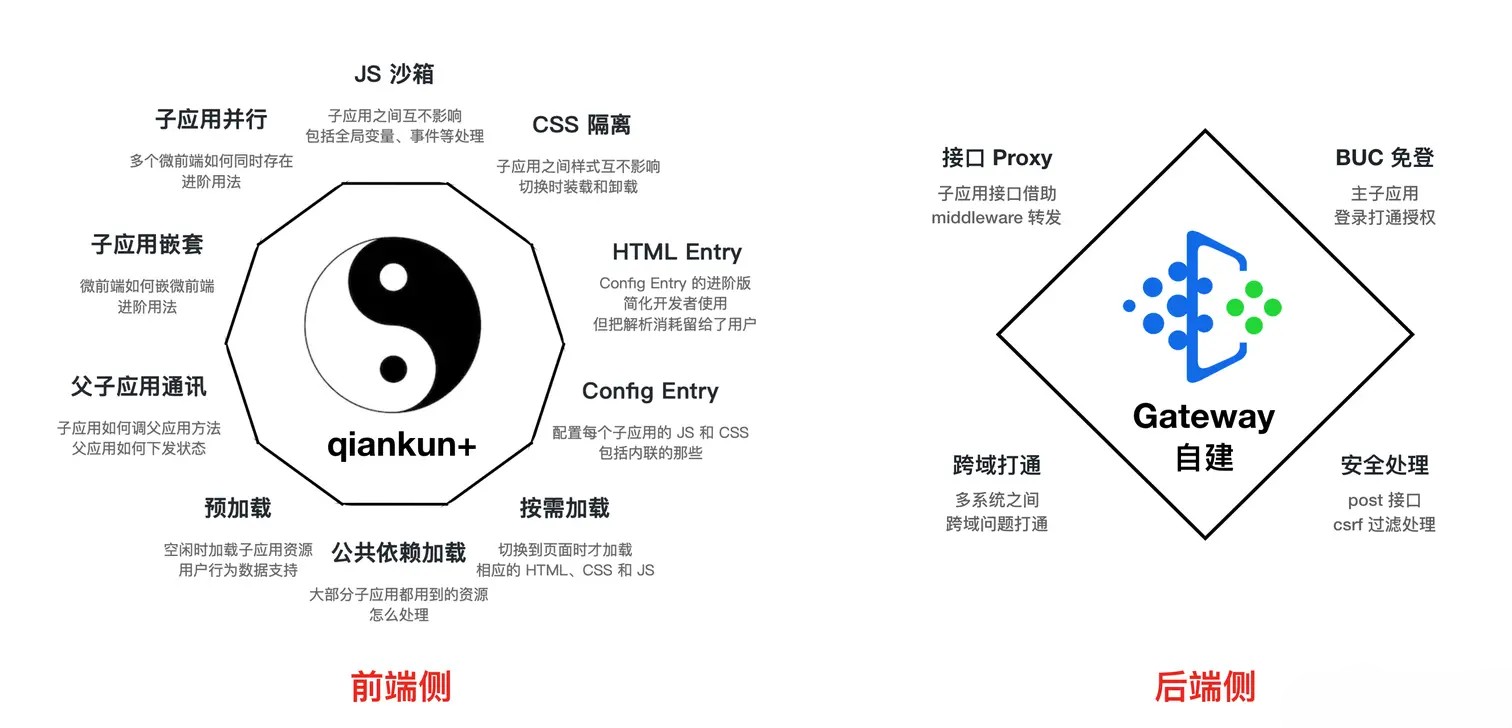 JS 沙箱
子应用之间互不影响
包括全局变量、事件等处理
CSS 隔离
子应用之间样式互不影响
切换时装载和卸载
HTML Entry
Config Entry 的进阶版
简化开发者使用
但把解析消耗留给了用户
Config Entry
配置每个子应用的 JS 和 CSS
包括内联的那些
按需加载
切换到页面时才加载
相应的 HTML、CSS 和 JS
公共依赖加载
大部分子应用都用到的资源
怎么处理
预加载
空闲时加载子应用资源
用户行为数据支持
父子应用通讯
子应用如何调父应用方法
父应用如何下发状态
子应用嵌套
微前端如何嵌微前端
进阶用法
子应用并行
多个微前端如何同时存在
进阶用法
qiankun+
前端侧
接口 Proxy
子应用接口借助
middleware 转发
BUC 免登
主子应用
登录打通授权
Gateway
自建
跨域打通
多系统之间
跨域问题打通
安全处理
post 接口
csrf 过滤处理
后端侧